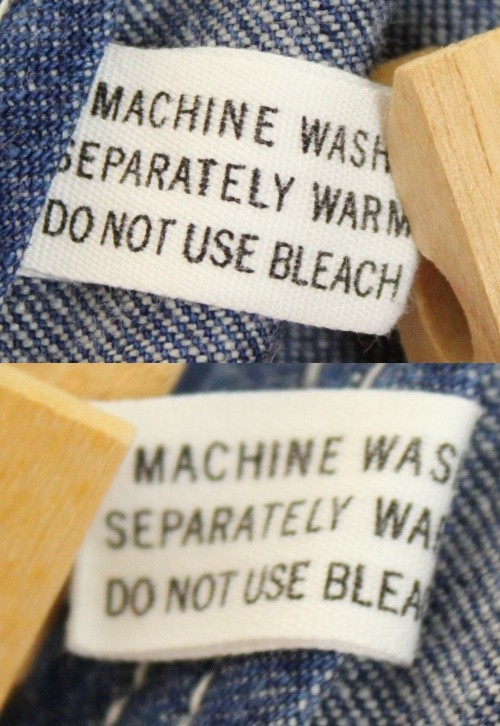 MACHINE WASH
SEPARATELY WARM
DO NOT USE BLEACH
MACHINE WAS
SEPARATELY WA
DO NOT USE BLEA